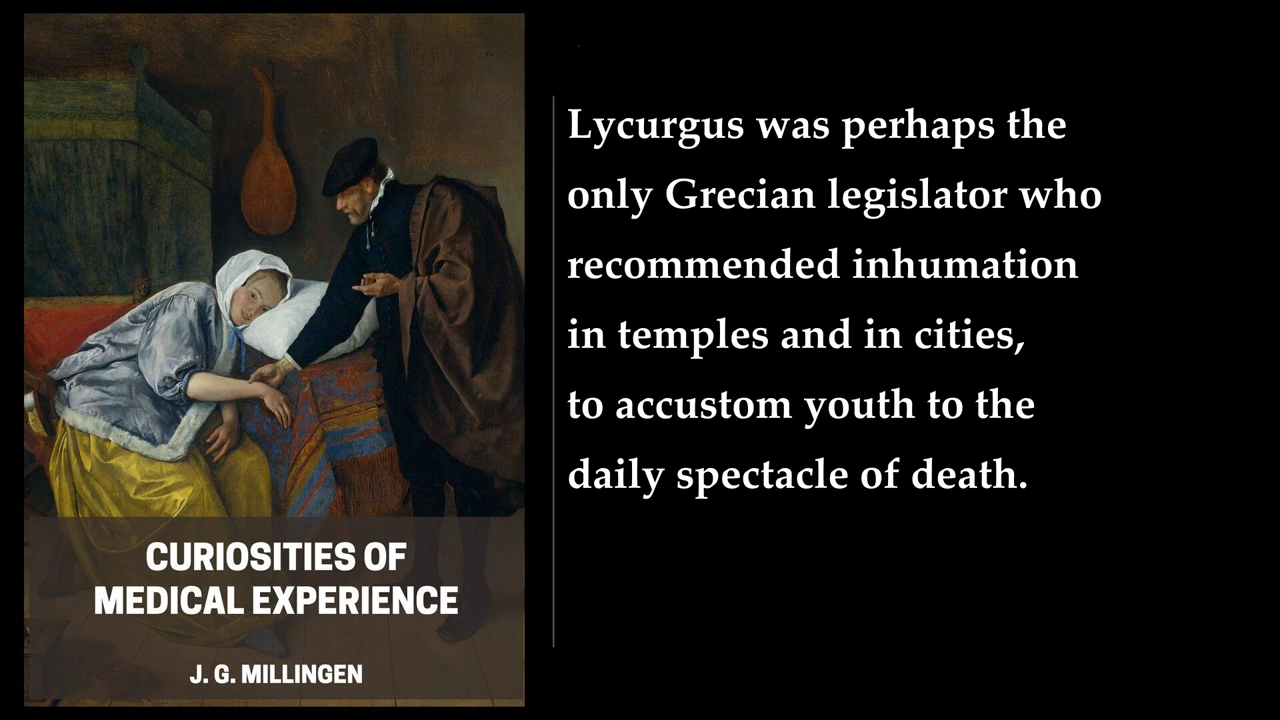 Lycurgus was perhaps the
only Grecian legislator who
recommended inhumation
in temples and in cities,
to accustom youth to the
daily spectacle of death.
CURIOSITIES OF
MEDICAL EXPERIENCE
J. G. MILLINGEN